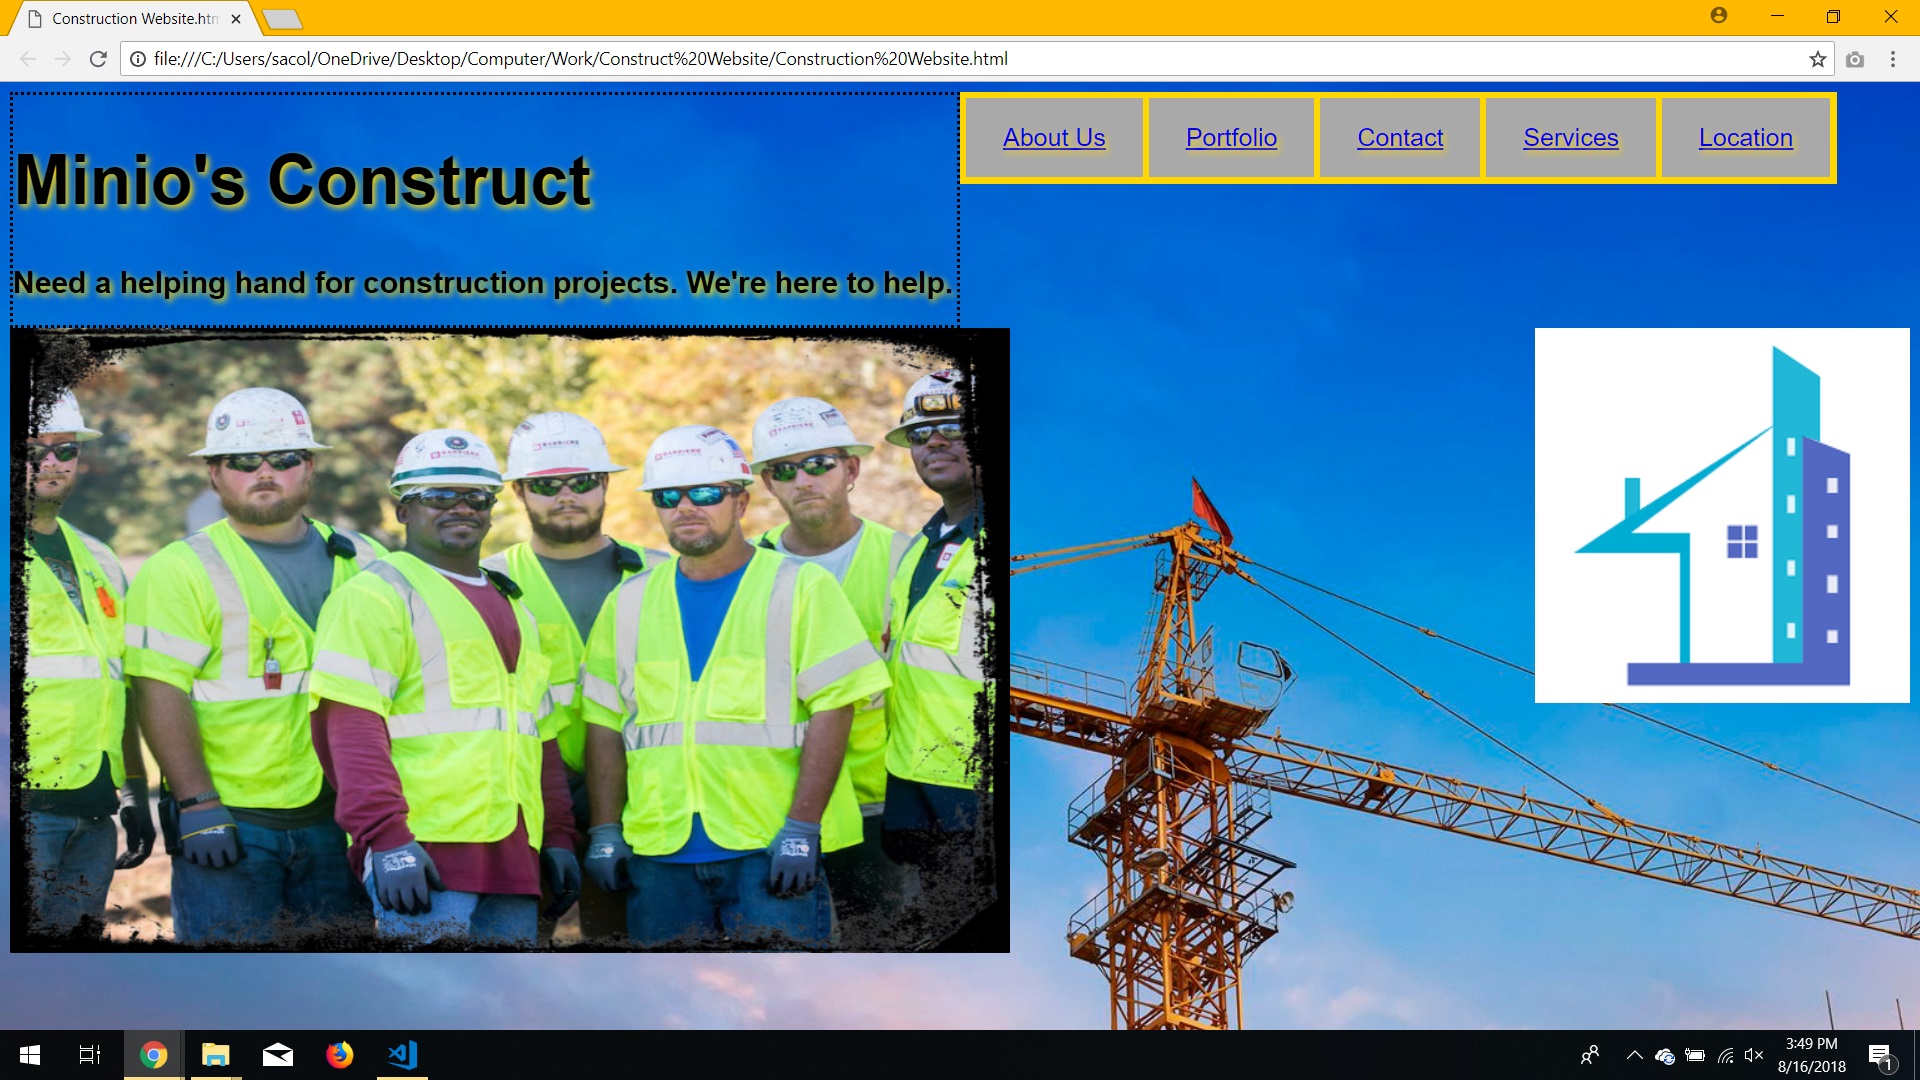 Construction Website.htm
file:///C:/Users/sacol/OneDrive/Desktop/Computer/Work/Construct%20Website/Construction%20Website.html
Minio's Construct
About Us
Portfolio
Contact
Services
Location
Need a helping hand for construction projects. We're here to help.
3:49 PM
8/16/2018
1